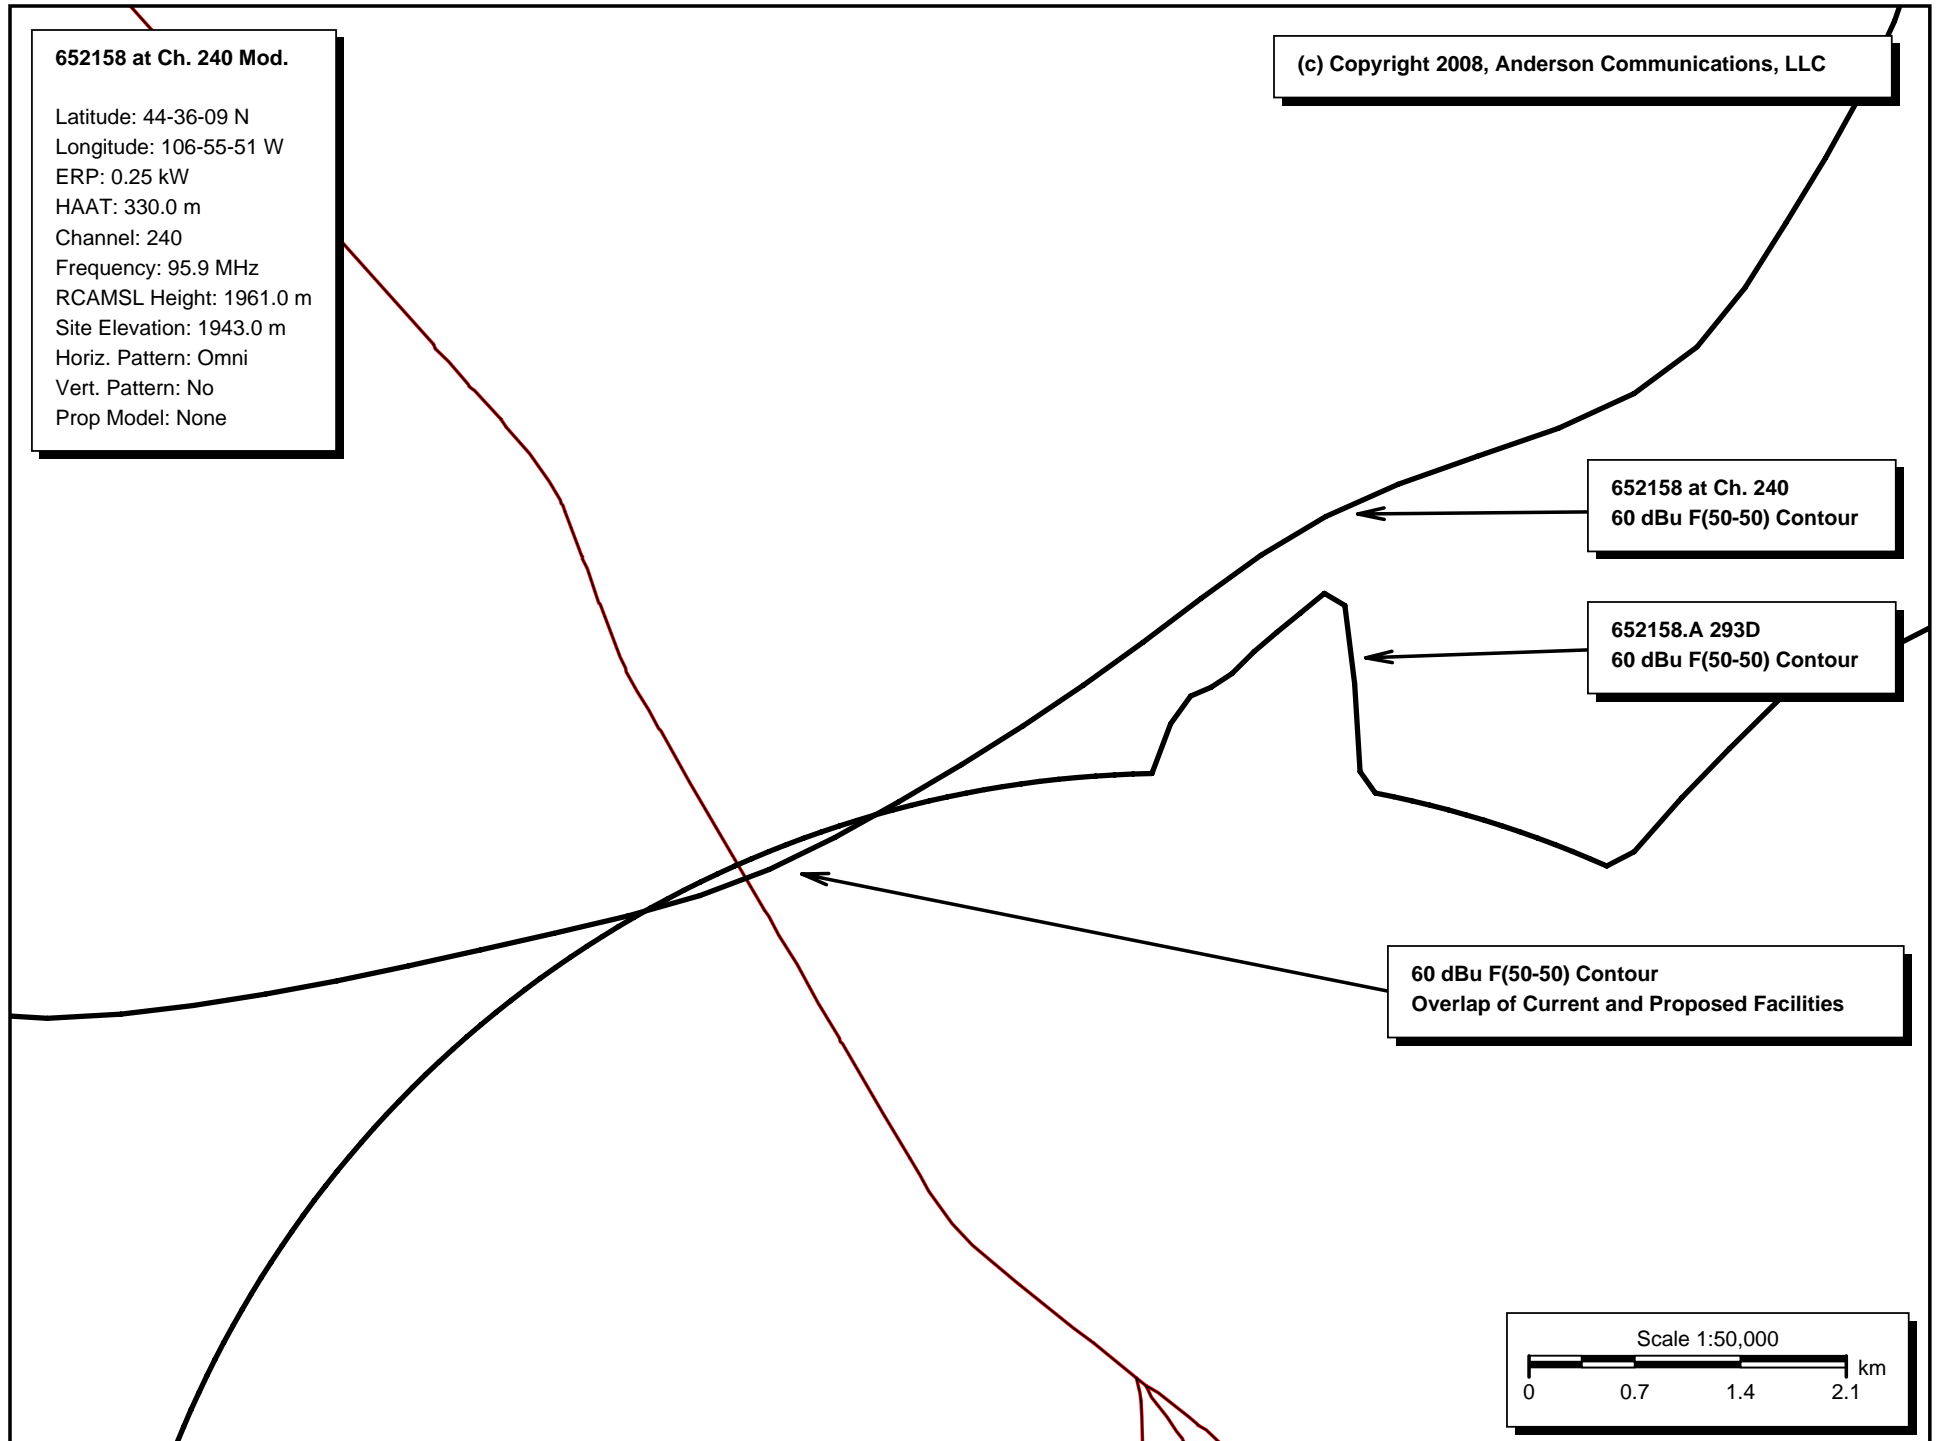 652158 at Ch. 240 Mod.
Latitude: 44-36-09 N
Longitude: 106-55-51 W
ERP: 0.25 kW
HAAT: 330.0 m
Channel: 240
Frequency: 95.9 MHz
RCAMSL Height: 1961.0 m
Site Elevation: 1943.0 m
Horiz. Pattern: Omni
Vert. Pattern: No
Prop Model: None
(c) Copyright 2008, Anderson Communications, LLC
652158 at Ch. 240
60 dBu F(50-50) Contour
652158.A 293D
60 dBu F(50-50) Contour
60 dBu F(50-50) Contour
Overlap of Current and Proposed Facilities
Scale 1:50,000
km
0 0.7 1.4 2.1